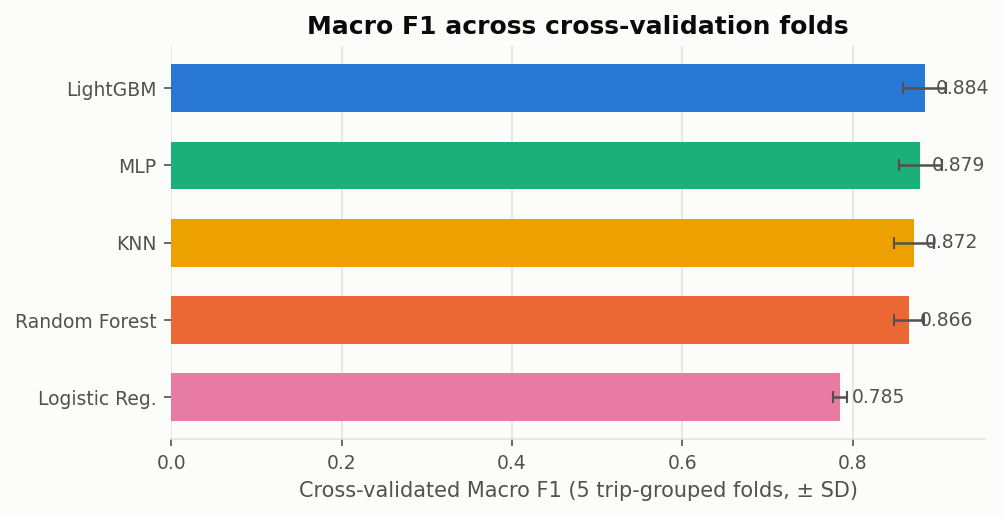 Macro F1 across cross-validation folds
LightGBM
0.884
MLP
0.879
KNN
0.872
Random Forest
0.866
Logistic Reg.
0.785
0.0 0.2 0.4 0.6 0.8
Cross-validated Macro F1 (5 trip-grouped folds, ± SD)